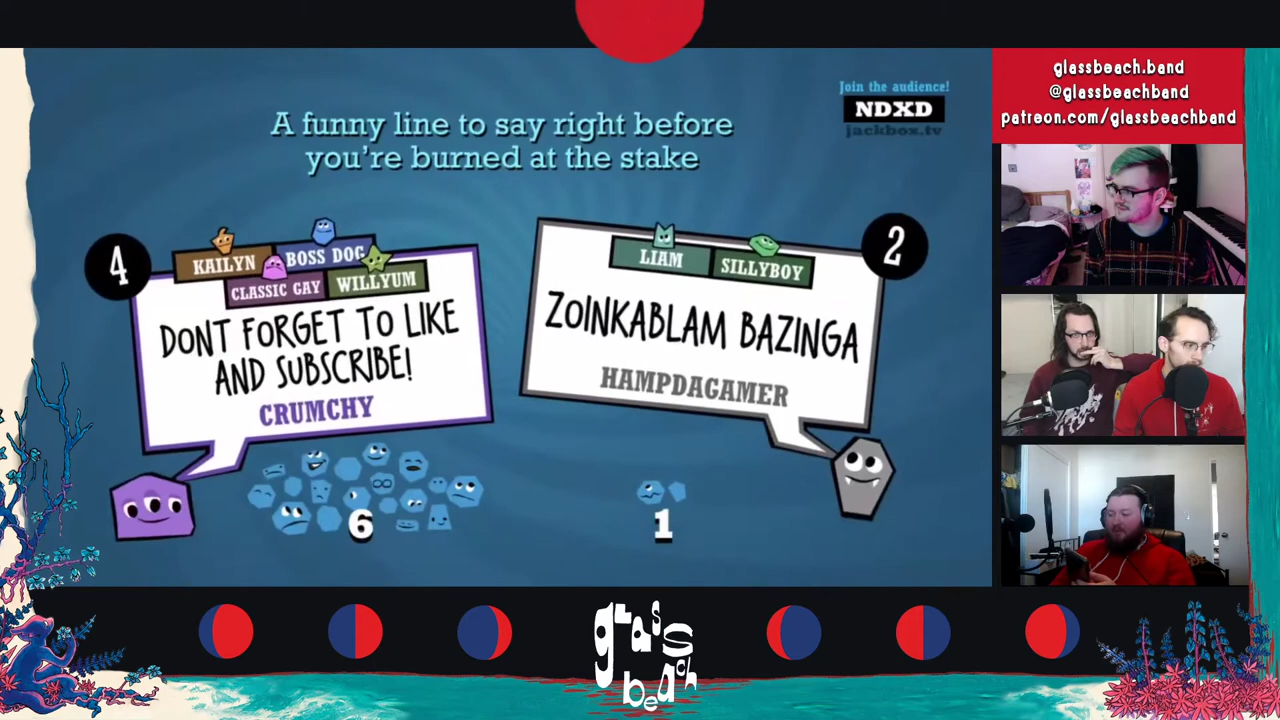 glassbeach.band
@glassbeachband
patreon.com/glassbeachband
Join the audience!
NDXD
jackbox.tv
A funny line to say right before
you're burned at the stake
4
KAILYN
BOSS DOG
CLASSIC GAY
WILLYUM
DONT FORGET TO LIKE
AND SUBSCRIBE!
CRUMCHY
6
2
LIAM
SILLYBOY
ZOINKABLAM BAZINGA
HAMPDAGAMER
1
glass
beach